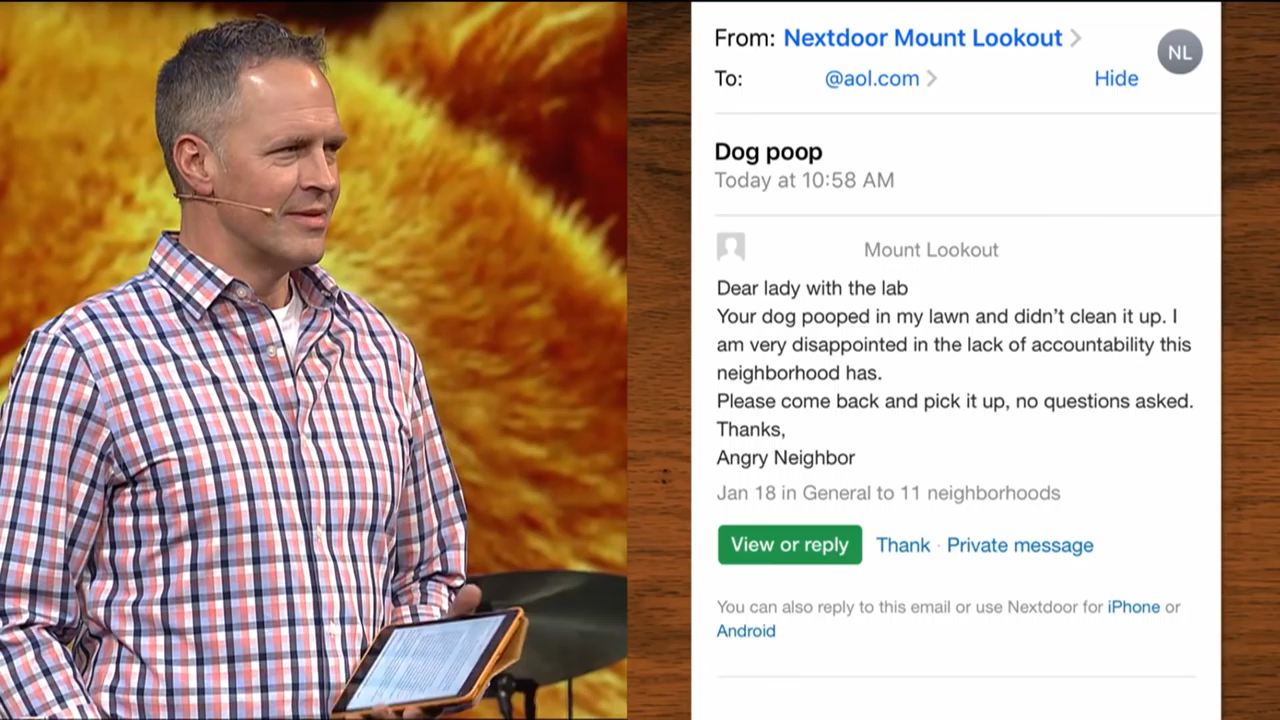 From: Nextdoor Mount Lookout
NL
To: @aol.com
Hide
Dog poop
Today at 10:58 AM
Mount Lookout
Dear lady with the lab
Your dog pooped in my lawn and didn’t clean it up. I
am very disappointed in the lack of accountability this
neighborhood has.
Please come back and pick it up, no questions asked.
Thanks,
Angry Neighbor
Jan 18 in General to 11 neighborhoods
View or reply Thank · Private message
You can also reply to this email or use Nextdoor for iPhone or
Android